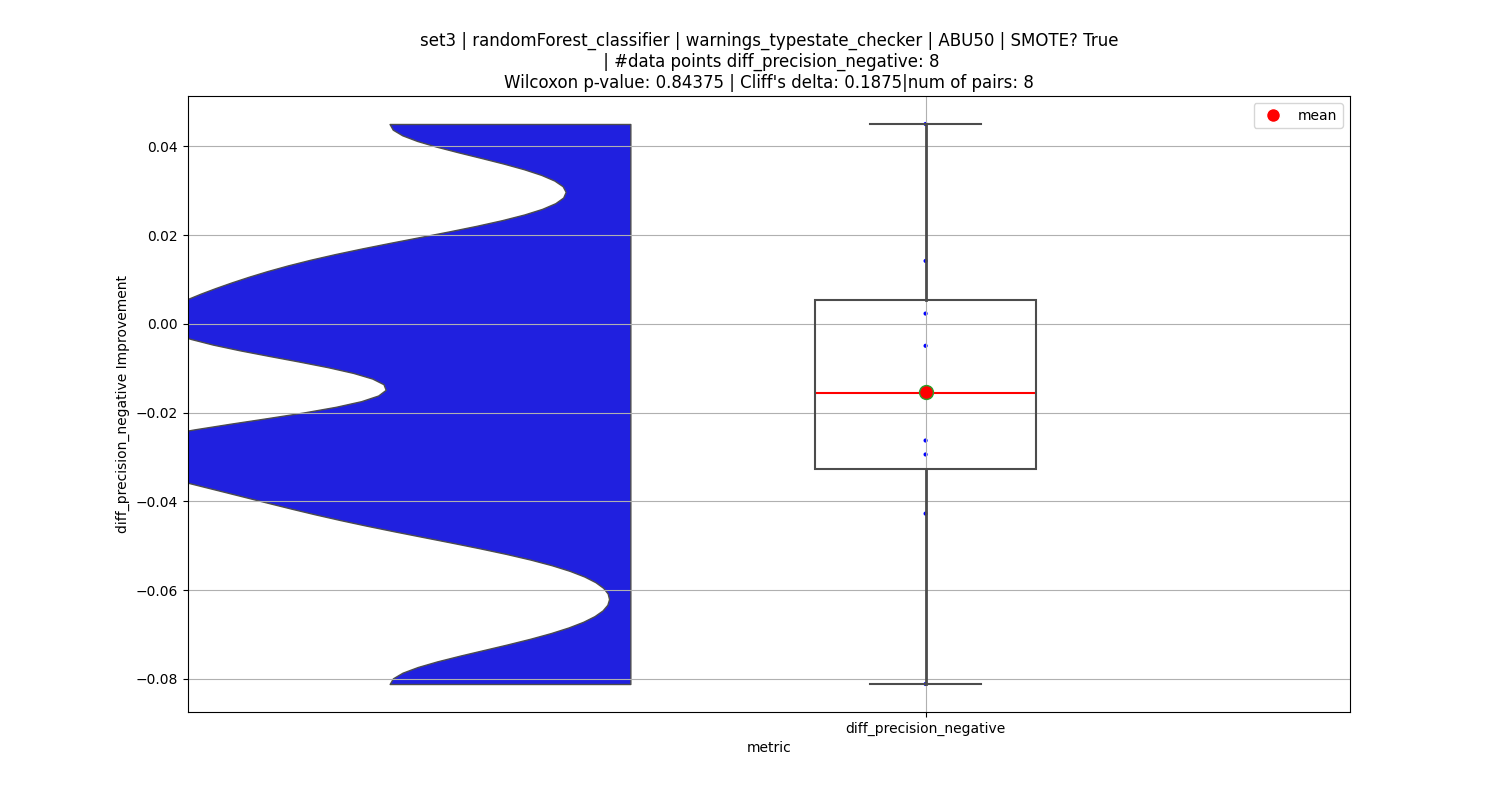 set3 | randomForest_classifier | warnings_typestate_checker | ABU50 | SMOTE? True
| #data points diff_precision_negative: 8
Wilcoxon p-value: 0.84375 | Cliff's delta: 0.1875|num of pairs: 8
mean
0.04
0.02
0.00
−0.02
−0.04
−0.06
−0.08
diff_precision_negative Improvement
diff_precision_negative
metric